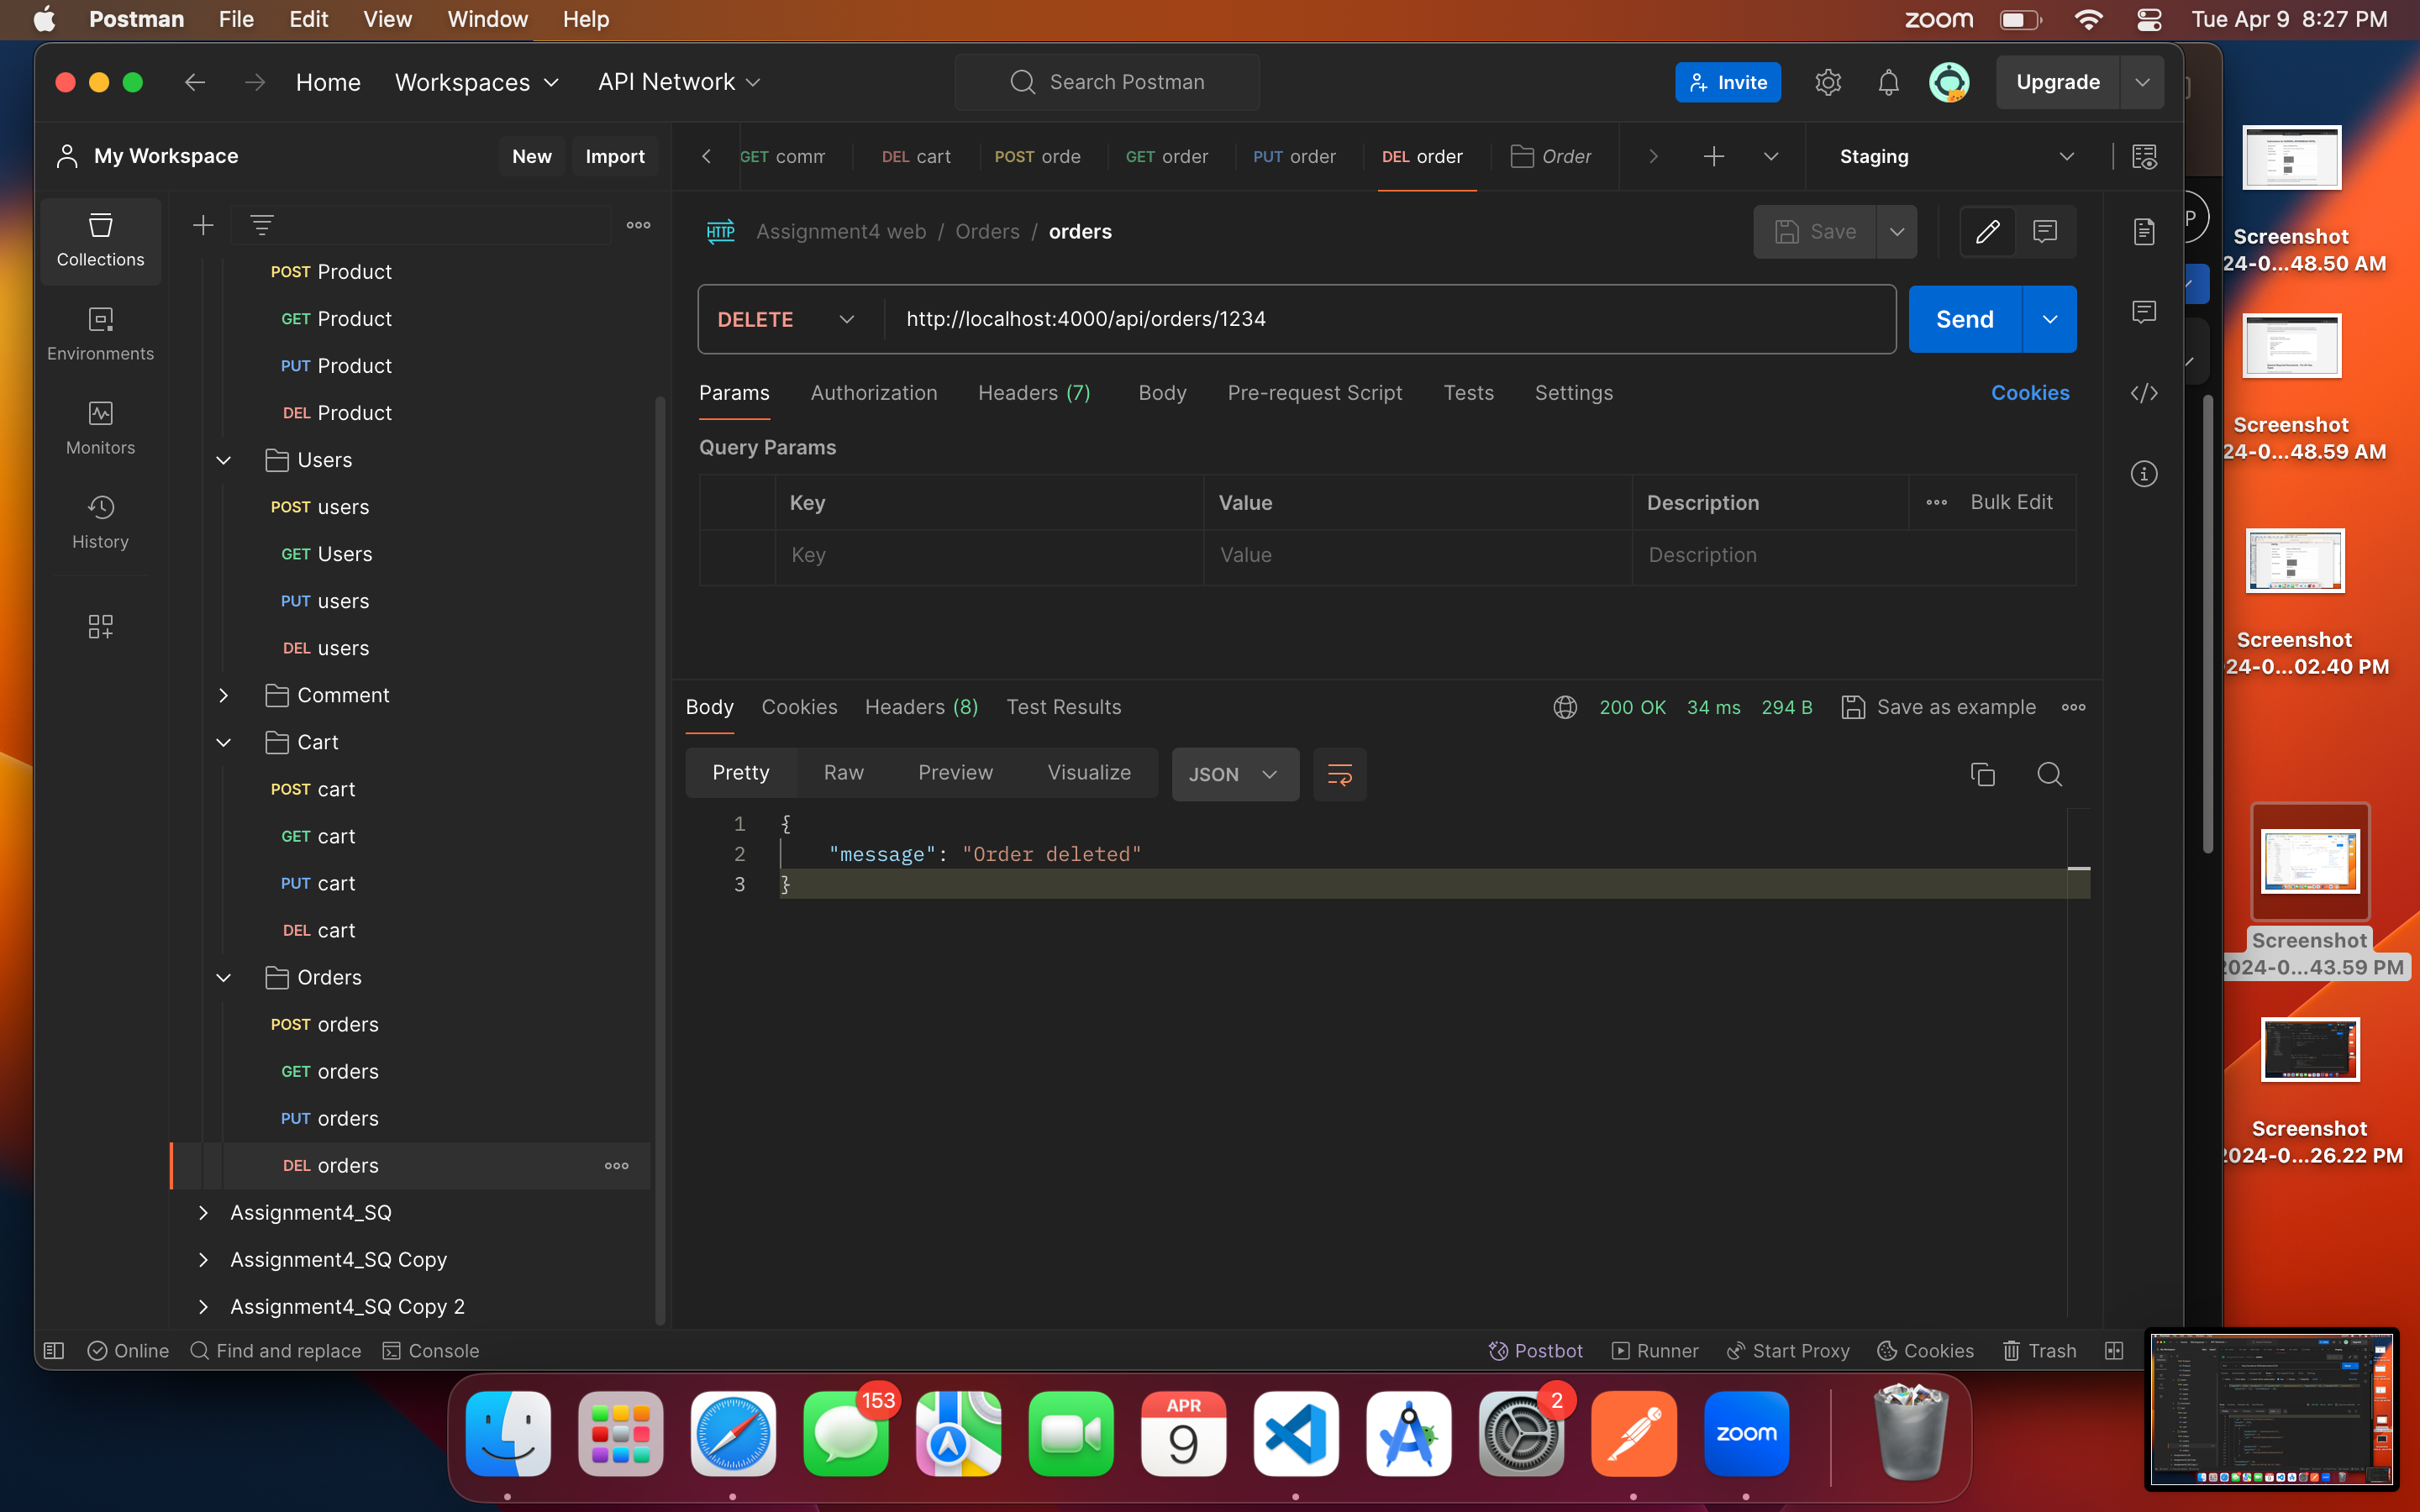 Postman File Edit View Window Help
zoom Tue Apr 9 8:27 PM
Home Workspaces API Network
Search Postman
Invite
Upgrade
My Workspace
New Import
GET comm
DEL cart
POST orde
GET order
PUT order
DEL order
Order
Staging
Collections
Environments
Monitors
History
POST Product
GET Product
PUT Product
DEL Product
Users
POST users
GET Users
PUT users
DEL users
Comment
Cart
POST cart
GET cart
PUT cart
DEL cart
Orders
POST orders
GET orders
PUT orders
DEL orders
Assignment4_SQ
Assignment4_SQ Copy
Assignment4_SQ Copy 2
HTTP Assignment4 web / Orders / orders
Save
DELETE http://localhost:4000/api/orders/1234
Send
Params Authorization Headers (7) Body Pre-request Script Tests Settings
Cookies
Query Params
Key Value Description Bulk Edit
Key Value Description
Body Cookies Headers (8) Test Results
200 OK 34 ms 294 B Save as example
Pretty Raw Preview Visualize JSON
1 {
2 "message": "Order deleted"
3 }
Online Find and replace Console
Postbot Runner Start Proxy Cookies Trash
P
Screenshot
24-0...48.50 AM
Screenshot
24-0...48.59 AM
Screenshot
24-0...02.40 PM
Screenshot
2024-0...43.59 PM
Screenshot
2024-0...26.22 PM
153
APR
9
2
zoom